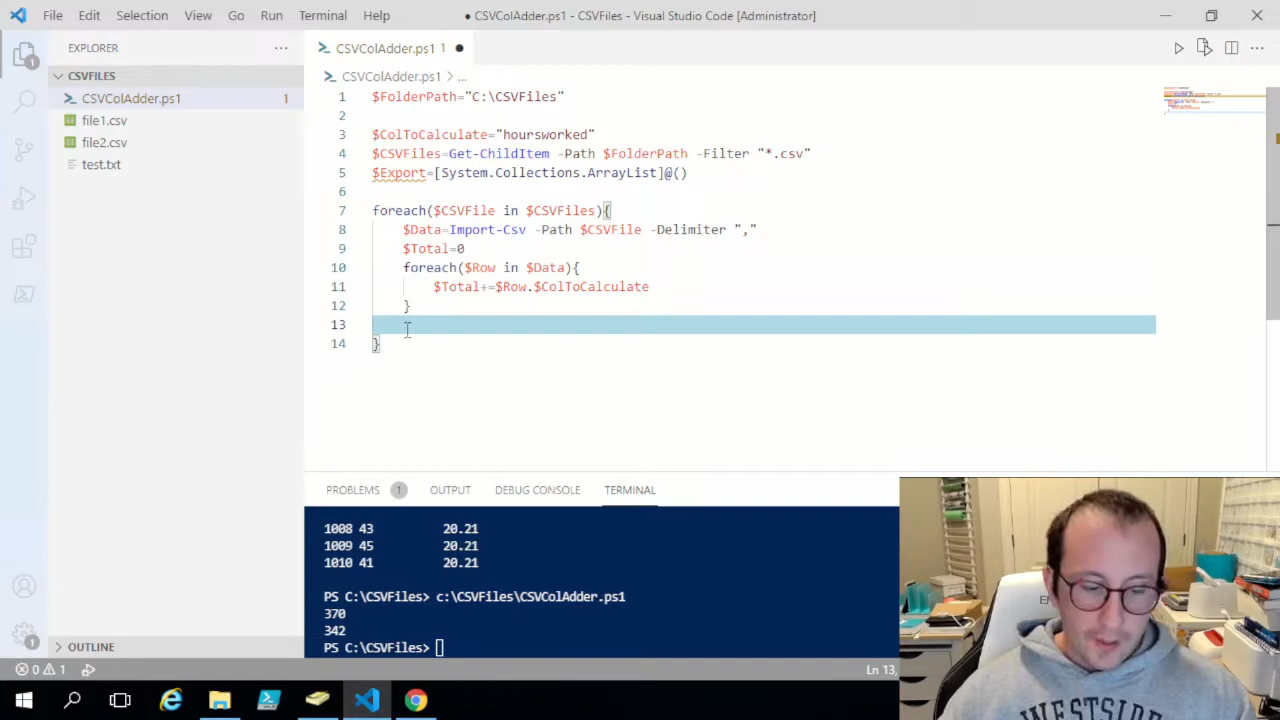 File Edit Selection View Go Run Terminal Help
● CSVColAdder.ps1 - CSVFiles - Visual Studio Code [Administrator]
EXPLORER
CSVFILES
CSVColAdder.ps1 1
file1.csv
file2.csv
test.txt
OUTLINE
CSVColAdder.ps1 1 ●
CSVColAdder.ps1 > ...
1 $FolderPath="C:\CSVFiles"
2
3 $ColToCalculate="hoursworked"
4 $CSVFiles=Get-ChildItem -Path $FolderPath -Filter "*.csv"
5 $Export=[System.Collections.ArrayList]@()
6
7 foreach($CSVFile in $CSVFiles){
8 $Data=Import-Csv -Path $CSVFile -Delimiter ","
9 $Total=0
10 foreach($Row in $Data){
11 $Total+=$Row.$ColToCalculate
12 }
13
14 }
PROBLEMS 1 OUTPUT DEBUG CONSOLE TERMINAL
1008 43 20.21
1009 45 20.21
1010 41 20.21
PS C:\CSVFiles> c:\CSVFiles\CSVColAdder.ps1
370
342
PS C:\CSVFiles>
0 1
Ln 13,
WESTSIDE